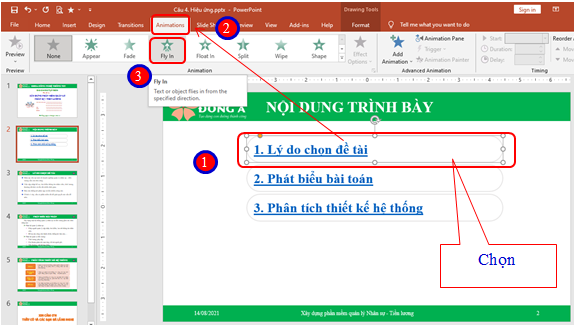 Câu 4. Hiệu ứng.pptx - PowerPoint
Drawing Tools
Sign in
File Home Insert Design Transitions Animations Slide Sh View Add-ins Help Format Tell me what you want to do
2
Preview None Appear Fade Fly In Float In Split Wipe Shape Effect Options Add Animation Animation Pane Trigger Start: Reorder
Duration: Mo
Delay: Mo
Preview Animation Advanced Animation Timing
3
Fly In
Text or object flies in from the
specified direction.
ĐÔNG Á NỘI DUNG TRÌNH BÀY
1
1. Lý do chọn đề tài
2. Phát biểu bài toán
3. Phân tích thiết kế hệ thống
Chọn
14/08/2021 Xây dựng phần mềm quản lý Nhân sự - Tiền lương 2
1
2
3
4
5
6